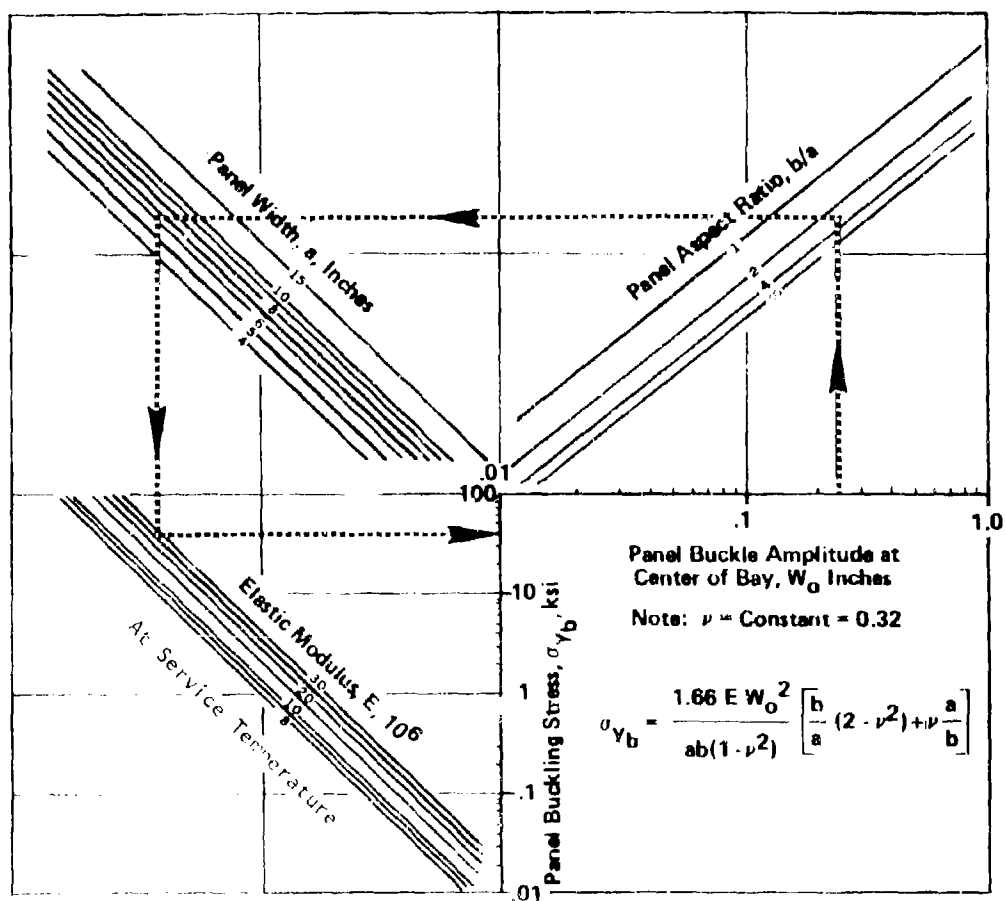 Panel Width, a, Inches
15
10
8
6
5
4
Panel Aspect Ratio, b/a
1
2
4
.01
100
.1
1.0
Panel Buckle Amplitude at
Center of Bay, Wo Inches
Note: ν = Constant = 0.32
Elastic Modulus, E, 10⁶
30
20
10
8
At Service Temperature
Panel Buckling Stress, σyb, ksi
10
1
.1
.01
σyb = 1.66 E Wo² / ab(1 - ν²) [b/a (2 - ν²) + ν a/b]